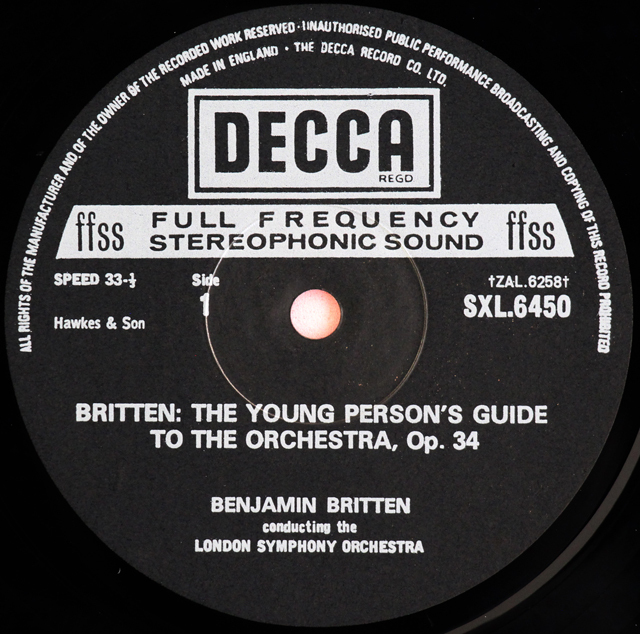 ALL RIGHTS OF THE MANUFACTURER AND OF THE OWNER OF THE RECORDED WORK RESERVED · UNAUTHORISED PUBLIC PERFORMANCE BROADCASTING AND COPYING OF THIS RECORD PROHIBITED
MADE IN ENGLAND · THE DECCA RECORD CO. LTD.
DECCA
REGD
ffss FULL FREQUENCY ffss
STEREOPHONIC SOUND
SPEED 33-⅓ Side †ZAL.6258†
1 SXL.6450
Hawkes & Son
BRITTEN: THE YOUNG PERSON'S GUIDE
TO THE ORCHESTRA, Op. 34
BENJAMIN BRITTEN
conducting the
LONDON SYMPHONY ORCHESTRA